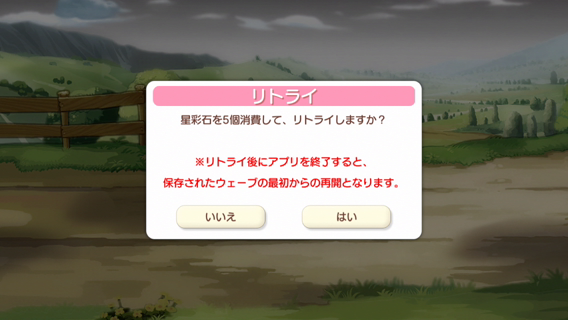 リトライ
星彩石を5個消費して、リトライしますか？
※リトライ後にアプリを終了すると、
保存されたウェーブの最初からの再開となります。
いいえ
はい